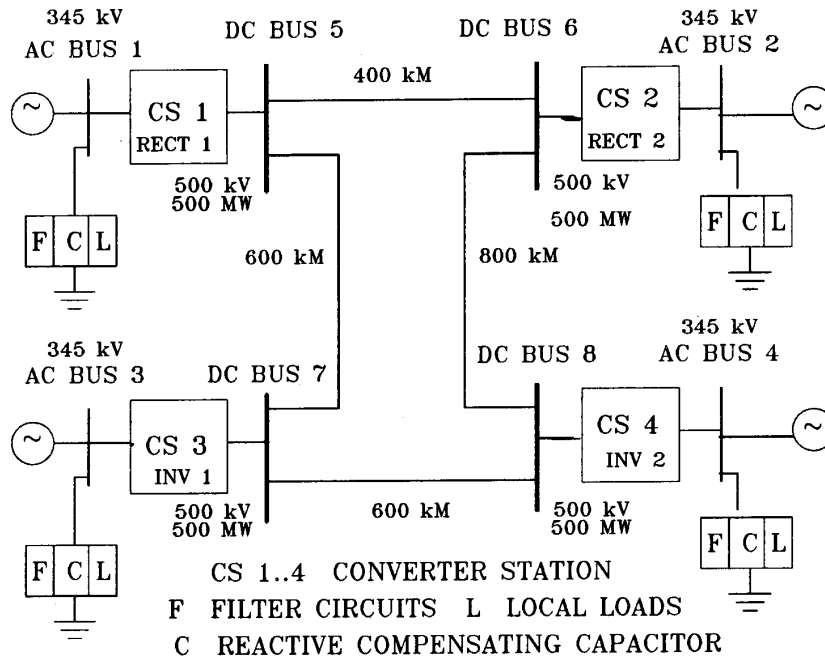 345 kV
AC BUS 1
DC BUS 5
DC BUS 6
345 kV
AC BUS 2
400 kM
~
CS 1
RECT 1
CS 2
RECT 2
~
500 kV
500 MW
500 kV
500 MW
F C L
F C L
600 kM
800 kM
345 kV
AC BUS 3
DC BUS 7
DC BUS 8
345 kV
AC BUS 4
~
CS 3
INV 1
CS 4
INV 2
~
500 kV
500 MW
600 kM
500 kV
500 MW
F C L
F C L
CS 1..4 CONVERTER STATION
F FILTER CIRCUITS L LOCAL LOADS
C REACTIVE COMPENSATING CAPACITOR